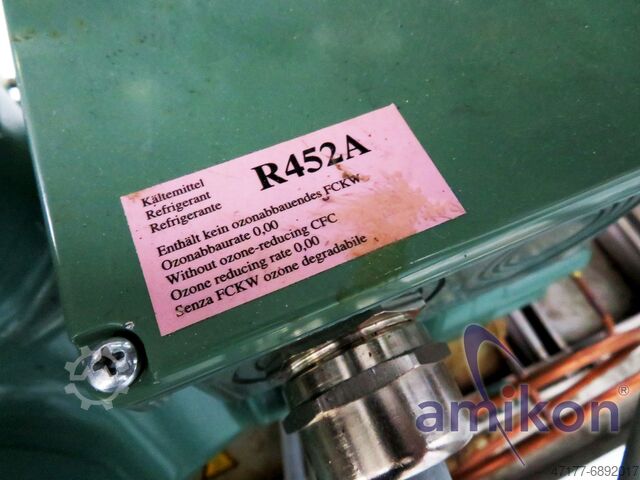 Kältemittel
Refrigerant
Refrigerante
R452A
Enthält kein ozonabbauendes FCKW
Ozonabbaurate 0,00
Without ozone-reducing CFC
Ozone reducing rate 0,00
Senza FCKW ozone degradabile
amikon®
47177-6892017